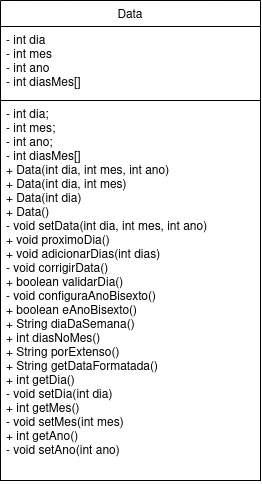 Data
- int dia
- int mes
- int ano
- int diasMes[]
- int dia;
- int mes;
- int ano;
- int diasMes[]
+ Data(int dia, int mes, int ano)
+ Data(int dia, int mes)
+ Data(int dia)
+ Data()
- void setData(int dia, int mes, int ano)
+ void proximoDia()
+ void adicionarDias(int dias)
- void corrigirData()
+ boolean validarDia()
- void configuraAnoBisexto()
+ boolean eAnoBisexto()
+ String diaDaSemana()
+ int diasNoMes()
+ String porExtenso()
+ String getDataFormatada()
+ int getDia()
- void setDia(int dia)
+ int getMes()
- void setMes(int mes)
+ int getAno()
- void setAno(int ano)